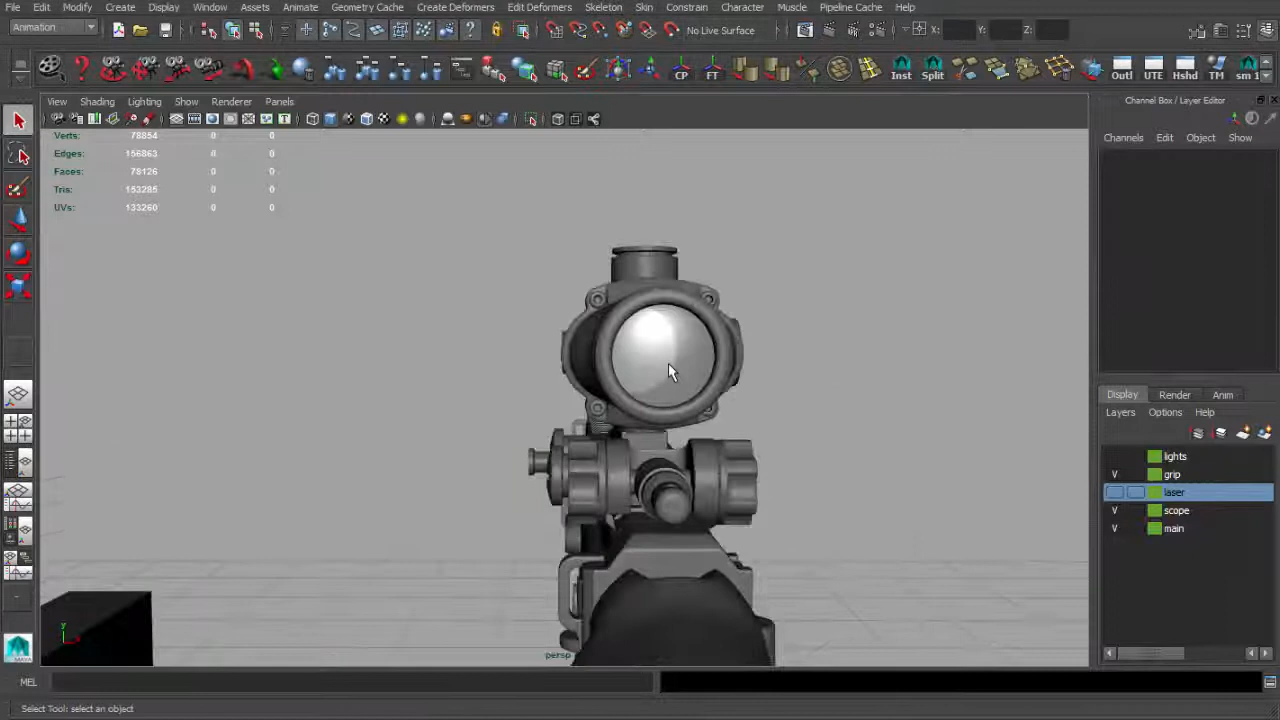 File Edit Modify Create Display Window Assets Animate Geometry Cache Create Deformers Edit Deformers Skeleton Skin Constrain Character Muscle Pipeline Cache Help
Animation No Live Surface X: Y: Z:
CP FT Inst Split Outl UTE Hshd TM sm 1
View Shading Lighting Show Renderer Panels
Channel Box / Layer Editor
Channels Edit Object Show
Verts: 78854 0 0
Edges: 156863 0 0
Faces: 78126 0 0
Tris: 153285 0 0
UVs: 133260 0 0
Display Render Anim
Layers Options Help
lights
V grip
laser
V scope
V main
y
persp
MEL
Select Tool: select an object